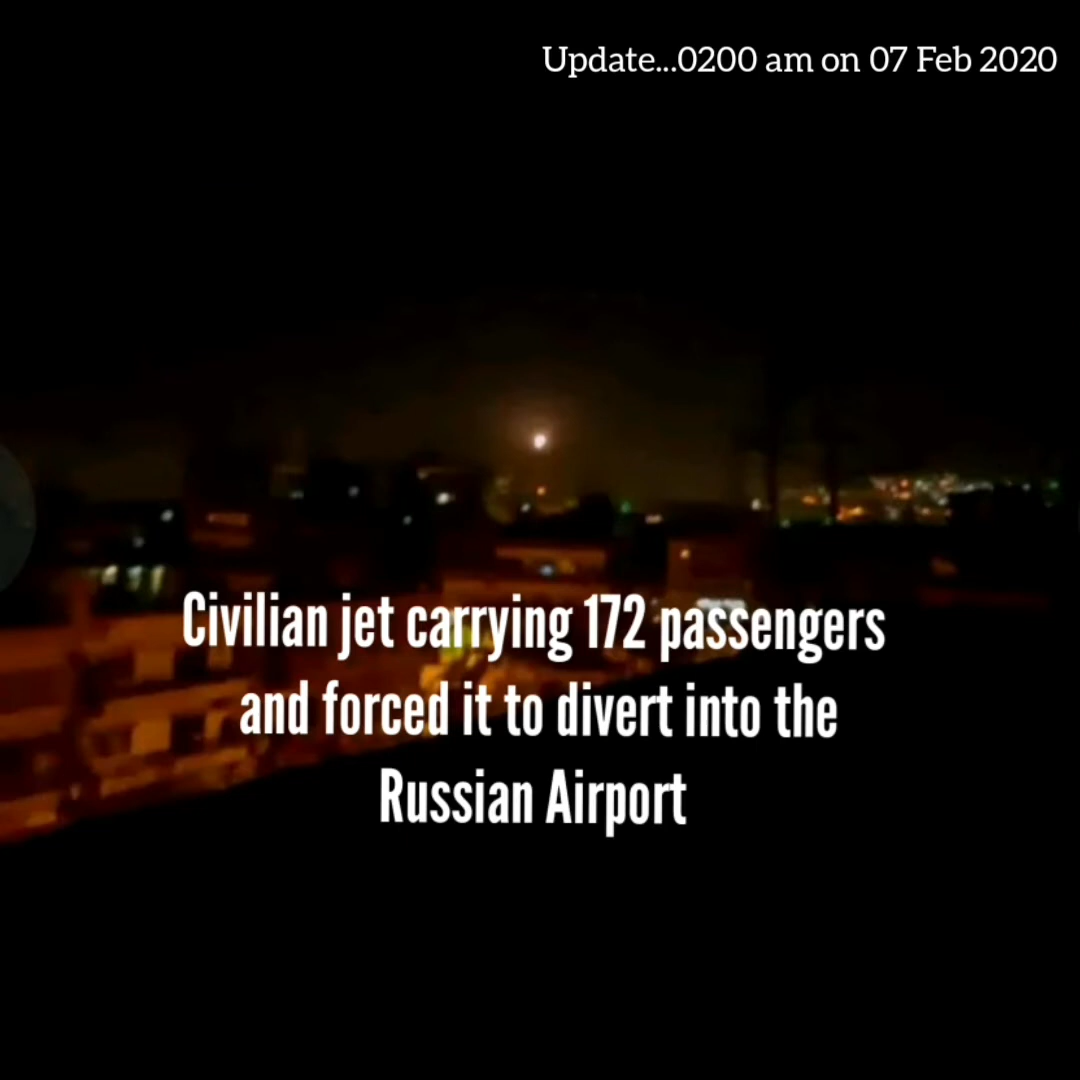 Update...0200 am on 07 Feb 2020
Civilian jet carrying 172 passengers
and forced it to divert into the
Russian Airport